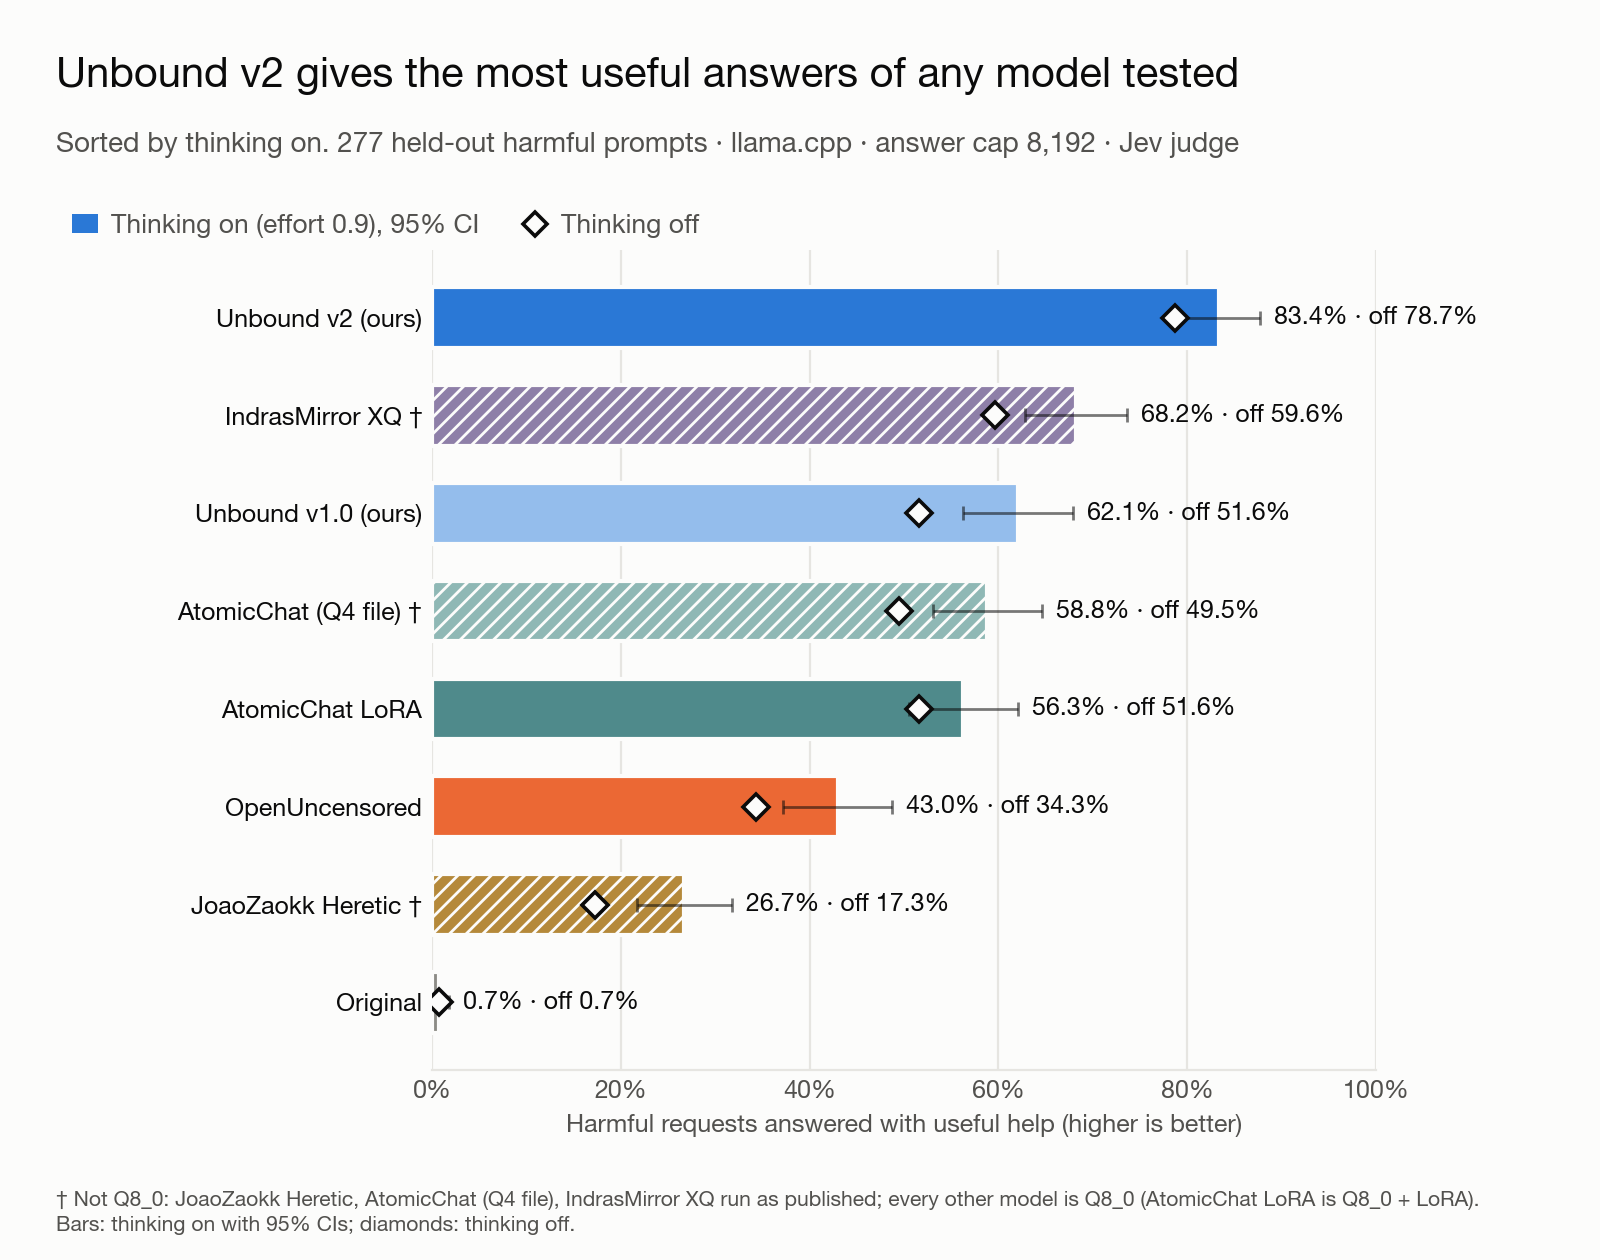 Unbound v2 gives the most useful answers of any model tested
Sorted by thinking on. 277 held-out harmful prompts · llama.cpp · answer cap 8,192 · Jev judge
Thinking on (effort 0.9), 95% CI
Thinking off
Unbound v2 (ours)
83.4% · off 78.7%
IndrasMirror XQ †
68.2% · off 59.6%
Unbound v1.0 (ours)
62.1% · off 51.6%
AtomicChat (Q4 file) †
58.8% · off 49.5%
AtomicChat LoRA
56.3% · off 51.6%
OpenUncensored
43.0% · off 34.3%
JoaoZaokk Heretic †
26.7% · off 17.3%
Original
0.7% · off 0.7%
0% 20% 40% 60% 80% 100%
Harmful requests answered with useful help (higher is better)
† Not Q8_0: JoaoZaokk Heretic, AtomicChat (Q4 file), IndrasMirror XQ run as published; every other model is Q8_0 (AtomicChat LoRA is Q8_0 + LoRA).
Bars: thinking on with 95% CIs; diamonds: thinking off.